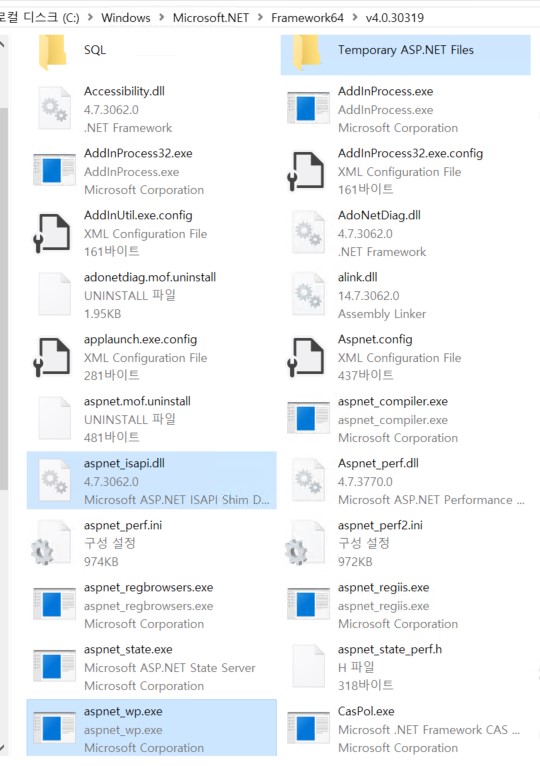 로컬 디스크 (C:) > Windows > Microsoft.NET > Framework64 > v4.0.30319
SQL
Temporary ASP.NET Files
Accessibility.dll
4.7.3062.0
.NET Framework
AddInProcess.exe
AddInProcess.exe
Microsoft Corporation
AddInProcess32.exe
AddInProcess.exe
Microsoft Corporation
AddInProcess32.exe.config
XML Configuration File
161바이트
AddInUtil.exe.config
XML Configuration File
161바이트
AdoNetDiag.dll
4.7.3062.0
.NET Framework
adonetdiag.mof.uninstall
UNINSTALL 파일
1.95KB
alink.dll
14.7.3062.0
Assembly Linker
applaunch.exe.config
XML Configuration File
281바이트
Aspnet.config
XML Configuration File
437바이트
aspnet.mof.uninstall
UNINSTALL 파일
481바이트
aspnet_compiler.exe
aspnet_compiler.exe
Microsoft Corporation
aspnet_isapi.dll
4.7.3062.0
Microsoft ASP.NET ISAPI Shim D...
Aspnet_perf.dll
4.7.3770.0
Microsoft ASP.NET Performance ...
aspnet_perf.ini
구성 설정
974KB
aspnet_perf2.ini
구성 설정
972KB
aspnet_regbrowsers.exe
aspnet_regbrowsers.exe
Microsoft Corporation
aspnet_regiis.exe
aspnet_regiis.exe
Microsoft Corporation
aspnet_state.exe
Microsoft ASP.NET State Server
Microsoft Corporation
aspnet_state_perf.h
H 파일
318바이트
aspnet_wp.exe
aspnet_wp.exe
Microsoft Corporation
CasPol.exe
Microsoft .NET Framework CAS ...
Microsoft Corporation